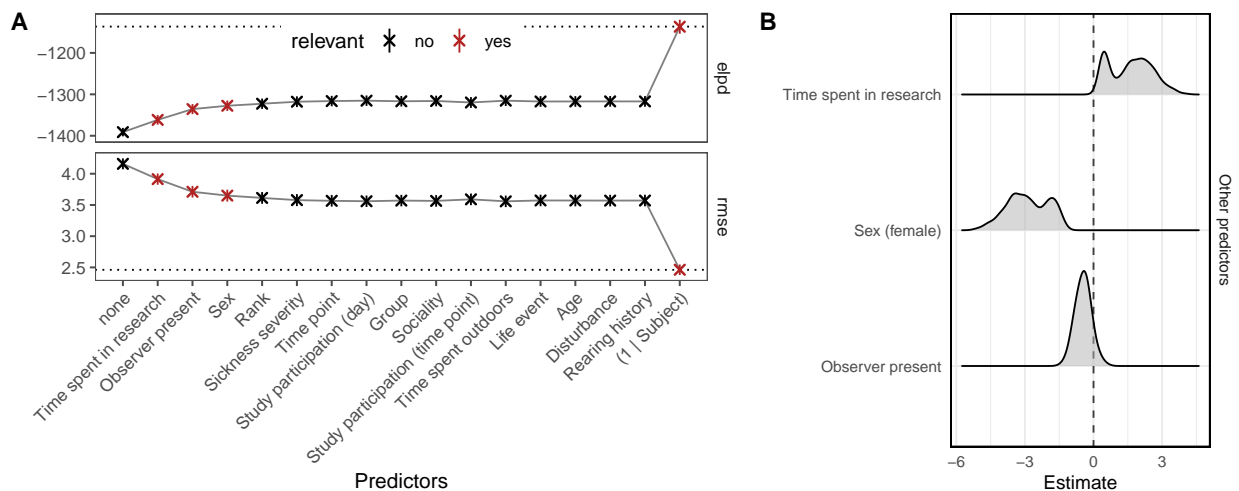 A
relevant no yes
−1200
−1300
−1400
elpd
4.0
3.5
3.0
2.5
rmse
none
Time spent in research
Observer present
Sex
Rank
Sickness severity
Time point
Study participation (day)
Group
Sociality
Study participation (time point)
Time spent outdoors
Life event
Age
Disturbance
Rearing history
(1 | Subject)
Predictors
B
Time spent in research
Sex (female)
Observer present
Other predictors
−6 −3 0 3
Estimate